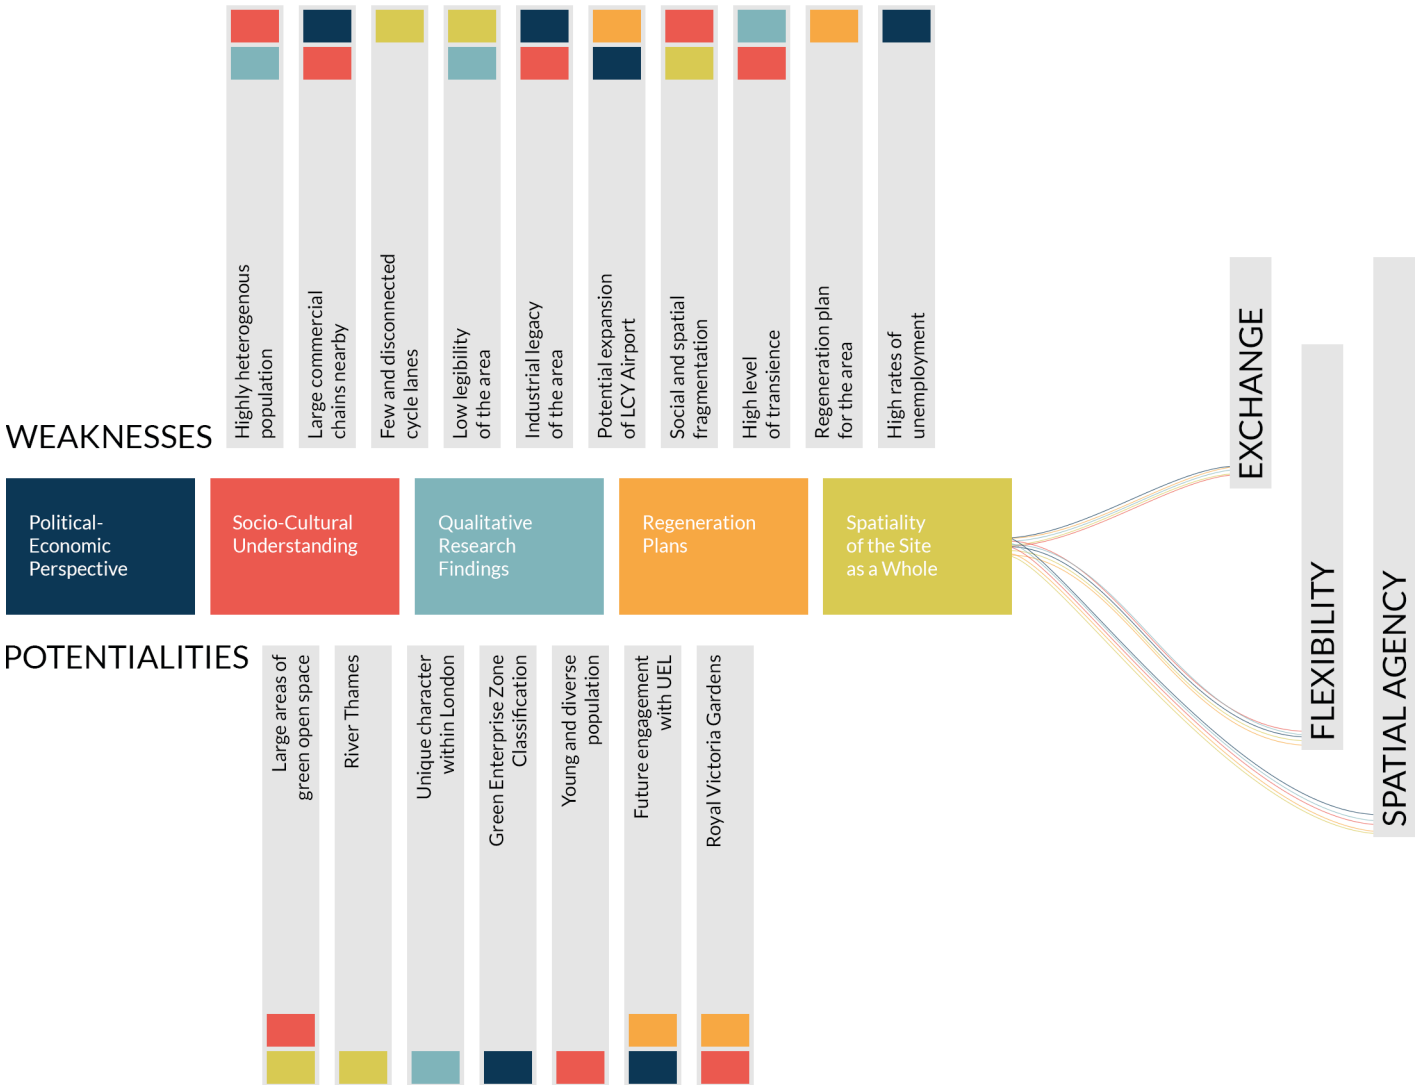 Highly heterogenous
population
Large commercial
chains nearby
Few and disconnected
cycle lanes
Low legibility
of the area
Industrial legacy
of the area
Potential expansion
of LCY Airport
Social and spatial
fragmentation
High level
of transience
Regeneration plan
for the area
High rates of
unemployment
WEAKNESSES
Political-
Economic
Perspective
Socio-Cultural
Understanding
Qualitative
Research
Findings
Regeneration
Plans
Spatiality
of the Site
as a Whole
EXCHANGE
FLEXIBILITY
SPATIAL AGENCY
POTENTIALITIES
Large areas of
green open space
River Thames
Unique character
within London
Green Enterprise Zone
Classification
Young and diverse
population
Future engagement
with UEL
Royal Victoria Gardens